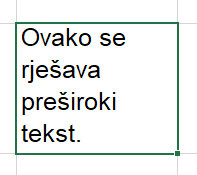 Ovako se
rješava
preširoki
tekst.